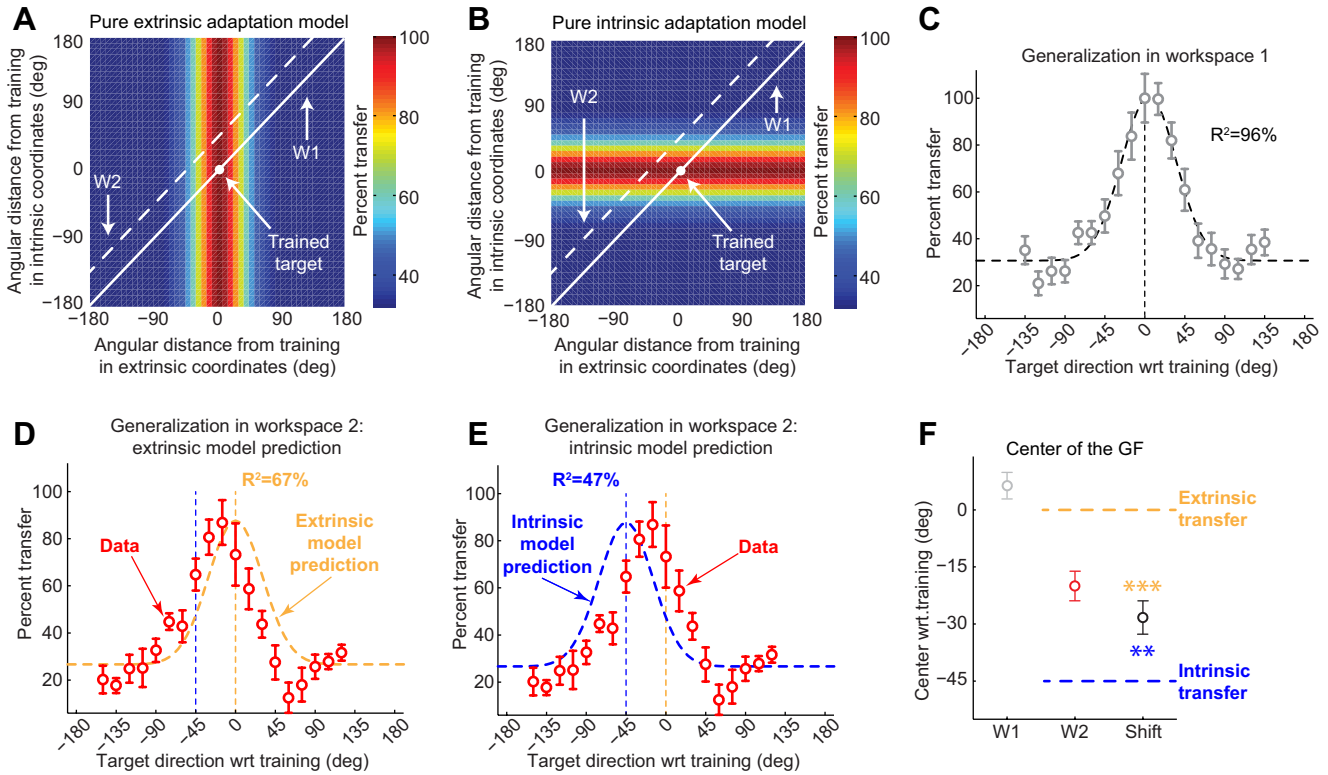 A
Pure extrinsic adaptation model
Angular distance from training
in intrinsic coordinates (deg)
180
90
0
−90
−180
W2
W1
Trained
target
−180
−90
0
90
180
Angular distance from training
in extrinsic coordinates (deg)
100
80
60
40
Percent transfer
B
Pure intrinsic adaptation model
Angular distance from training
in intrinsic coordinates (deg)
180
90
0
−90
−180
W2
W1
Trained
target
−180
−90
0
90
180
Angular distance from training
in extrinsic coordinates (deg)
100
80
60
40
Percent transfer
C
Generalization in workspace 1
Percent transfer
100
80
60
40
20
R²=96%
−180
−135
−90
−45
0
45
90
135
180
Target direction wrt training (deg)
D
Generalization in workspace 2:
extrinsic model prediction
R²=67%
Percent transfer
100
80
60
40
20
Data
Extrinsic
model
prediction
−180
−135
−90
−45
0
45
90
135
180
Target direction wrt training (deg)
E
Generalization in workspace 2:
intrinsic model prediction
R²=47%
Percent transfer
100
80
60
40
20
Intrinsic
model
prediction
Data
−180
−135
−90
−45
0
45
90
135
180
Target direction wrt training (deg)
F
Center of the GF
Center wrt.training (deg)
0
−15
−30
−45
Extrinsic
transfer
***
**
Intrinsic
transfer
W1
W2
Shift